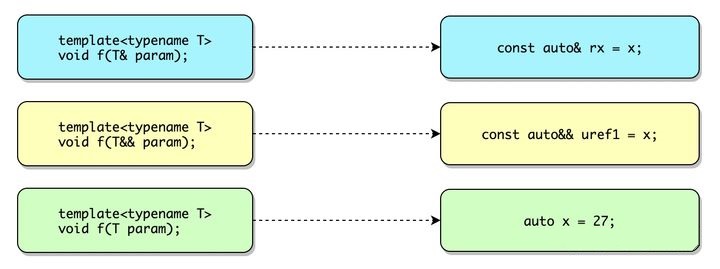 template<typename T>
void f(T& param);
const auto& rx = x;
template<typename T>
void f(T&& param);
const auto&& uref1 = x;
template<typename T>
void f(T param);
auto x = 27;